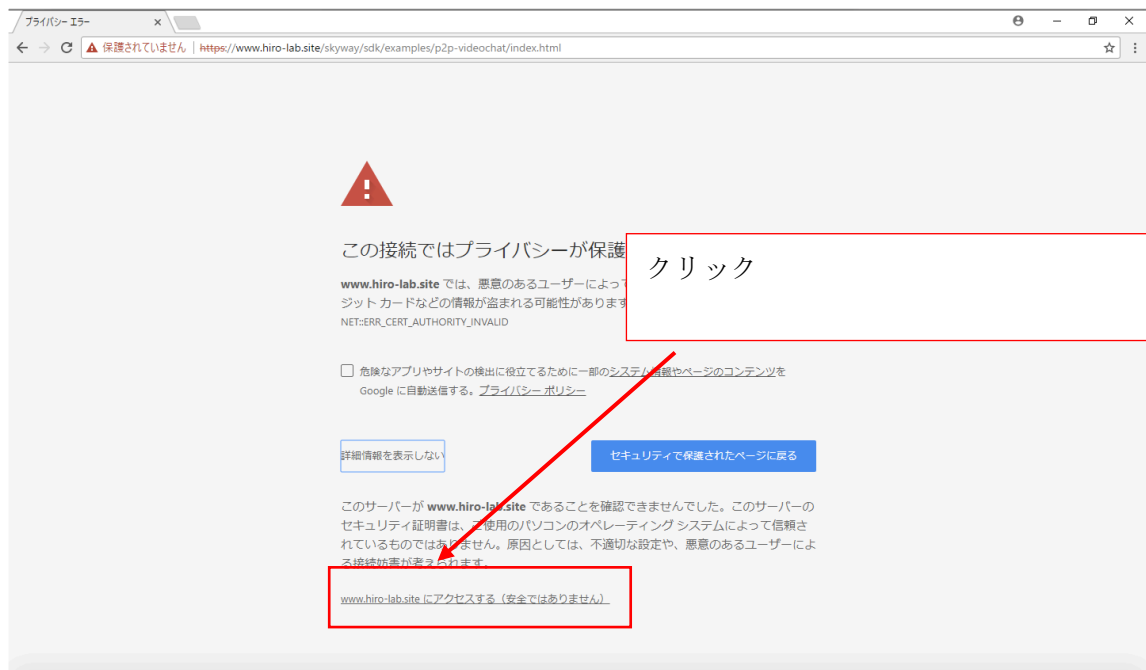 プライバシー エラー
保護されていません | https://www.hiro-lab.site/skyway/sdk/examples/p2p-videochat/index.html
この接続ではプライバシーが保護
クリック
www.hiro-lab.site では、悪意のあるユーザーによって
ジット カードなどの情報が盗まれる可能性があります
NET::ERR_CERT_AUTHORITY_INVALID
危険なアプリやサイトの検出に役立てるために一部のシステム情報やページのコンテンツを
Google に自動送信する。プライバシー ポリシー
詳細情報を表示しない
セキュリティで保護されたページに戻る
このサーバーが www.hiro-lab.site であることを確認できませんでした。このサーバーの
セキュリティ証明書は、ご使用のパソコンのオペレーティング システムによって信頼さ
れているものではありません。原因としては、不適切な設定や、悪意のあるユーザーによ
る接続妨害が考えられます。
www.hiro-lab.site にアクセスする（安全ではありません）